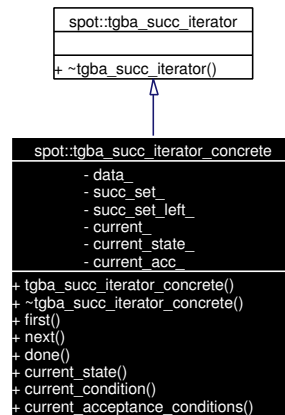 spot::tgba_succ_iterator
+ ~tgba_succ_iterator()
spot::tgba_succ_iterator_concrete
- data_
- succ_set_
- succ_set_left_
- current_
- current_state_
- current_acc_
+ tgba_succ_iterator_concrete()
+ ~tgba_succ_iterator_concrete()
+ first()
+ next()
+ done()
+ current_state()
+ current_condition()
+ current_acceptance_conditions()